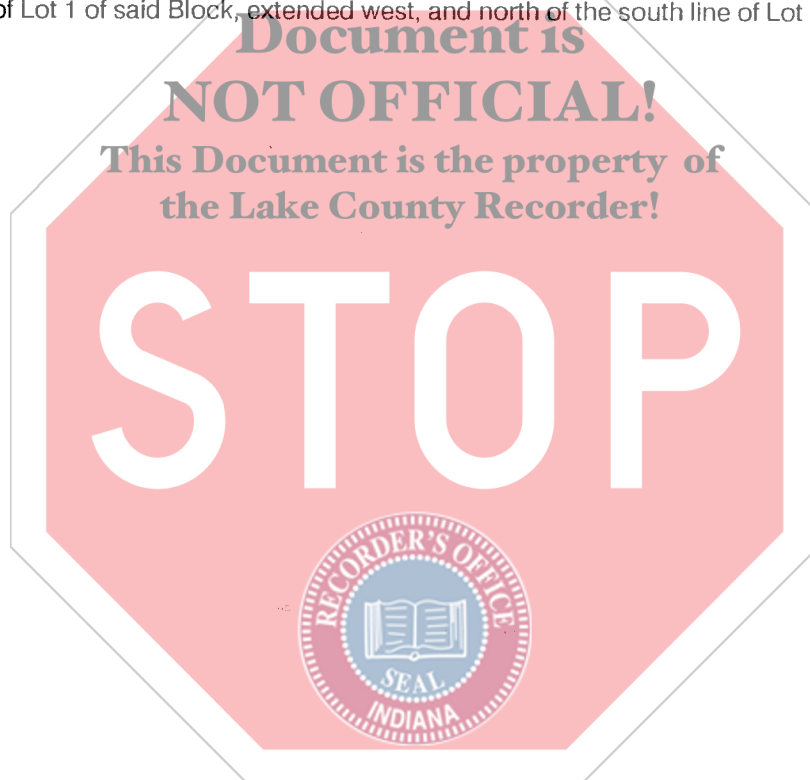 of Lot 1 of said Block, extended west, and north of the south line of Lot
Document is
NOT OFFICIAL!
This Document is the property of
the Lake County Recorder!
STOP
RECORDER'S OFFICE
SEAL
INDIANA